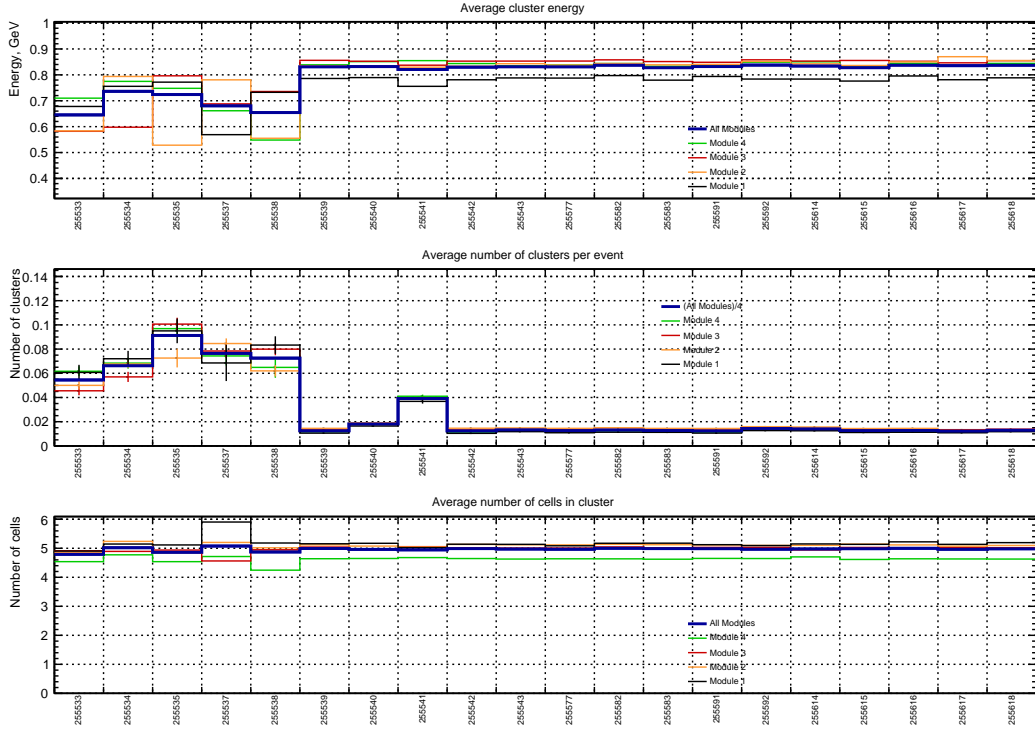 Average cluster energy
Energy, GeV
1
0.9
0.8
0.7
0.6
0.5
0.4
All Modules
Module 4
Module 3
Module 2
Module 1
255533 255534 255535 255537 255538 255539 255540 255541 255542 255543 255577 255582 255583 255591 255592 255614 255615 255616 255617 255618
Average number of clusters per event
Number of clusters
0.14
0.12
0.1
0.08
0.06
0.04
0.02
0
(All Modules)/4
Module 4
Module 3
Module 2
Module 1
255533 255534 255535 255537 255538 255539 255540 255541 255542 255543 255577 255582 255583 255591 255592 255614 255615 255616 255617 255618
Average number of cells in cluster
Number of cells
6
5
4
3
2
1
0
All Modules
Module 4
Module 3
Module 2
Module 1
255533 255534 255535 255537 255538 255539 255540 255541 255542 255543 255577 255582 255583 255591 255592 255614 255615 255616 255617 255618